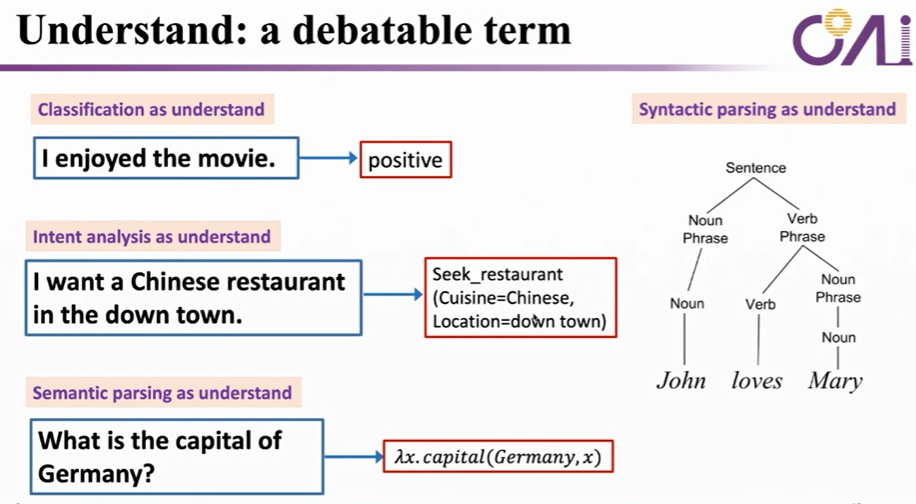 Understand: a debatable term
COAi
Classification as understand
I enjoyed the movie.
positive
Intent analysis as understand
I want a Chinese restaurant
in the down town.
Seek_restaurant
(Cuisine=Chinese,
Location=down town)
Semantic parsing as understand
What is the capital of
Germany?
λx.capital(Germany,x)
Syntactic parsing as understand
Sentence
Noun
Phrase
Verb
Phrase
Noun
Verb
Noun
Phrase
Noun
John loves Mary